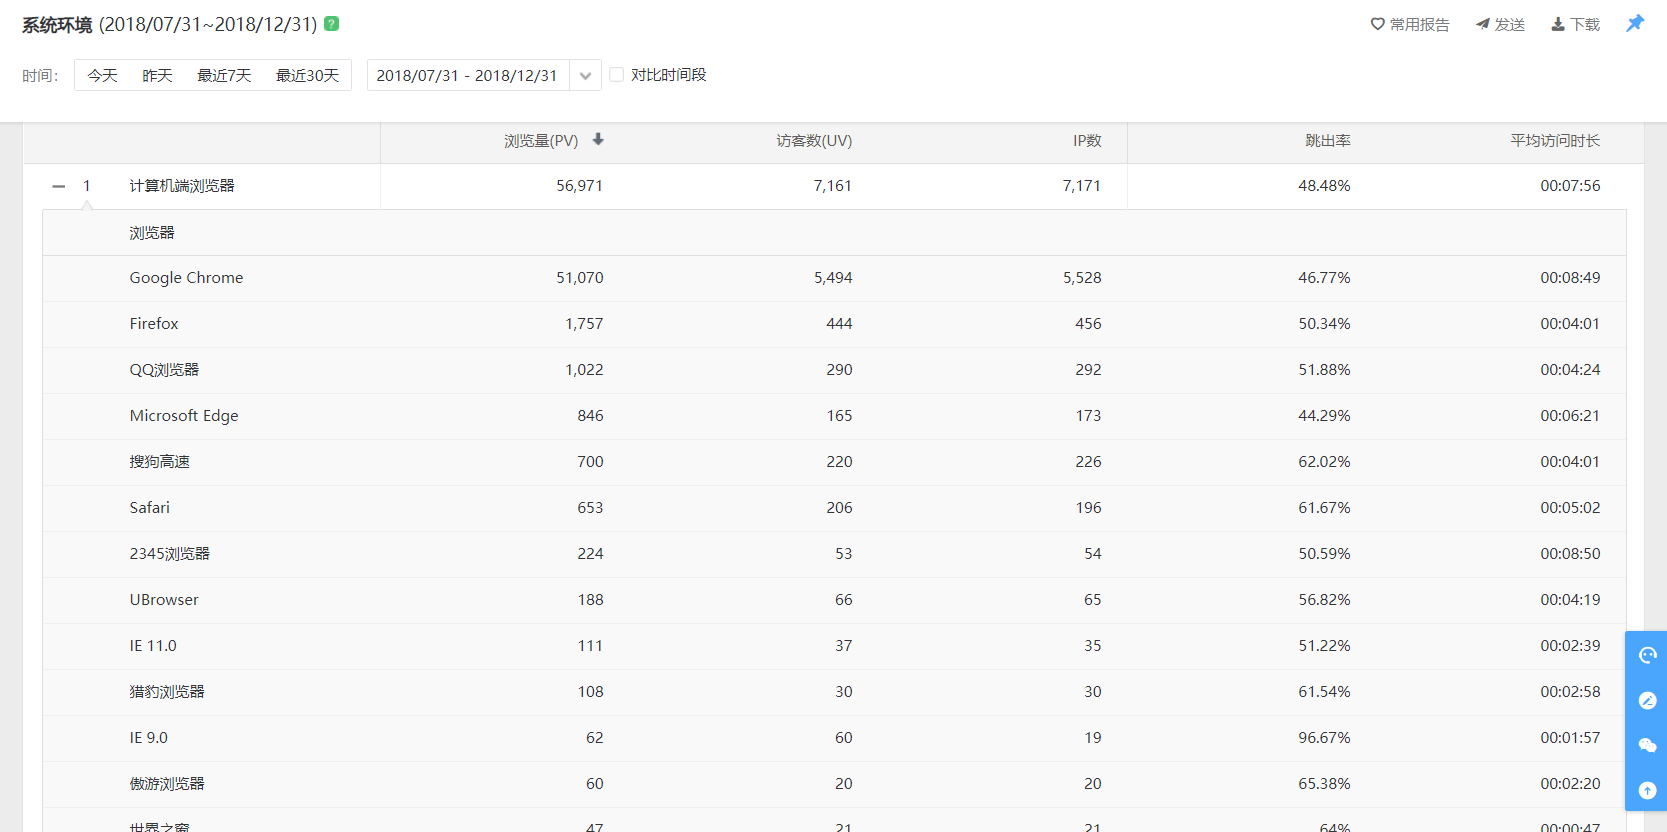 系统环境 (2018/07/31~2018/12/31) ?
常用报告 发送 下载
时间: 今天 昨天 最近7天 最近30天 2018/07/31 - 2018/12/31 对比时间段
浏览量(PV) 访客数(UV) IP数 跳出率 平均访问时长
1 计算机端浏览器 56,971 7,161 7,171 48.48% 00:07:56
浏览器
Google Chrome 51,070 5,494 5,528 46.77% 00:08:49
Firefox 1,757 444 456 50.34% 00:04:01
QQ浏览器 1,022 290 292 51.88% 00:04:24
Microsoft Edge 846 165 173 44.29% 00:06:21
搜狗高速 700 220 226 62.02% 00:04:01
Safari 653 206 196 61.67% 00:05:02
2345浏览器 224 53 54 50.59% 00:08:50
UBrowser 188 66 65 56.82% 00:04:19
IE 11.0 111 37 35 51.22% 00:02:39
猎豹浏览器 108 30 30 61.54% 00:02:58
IE 9.0 62 60 19 96.67% 00:01:57
傲游浏览器 60 20 20 65.38% 00:02:20
世界之窗 47 21 21 64% 00:00:47